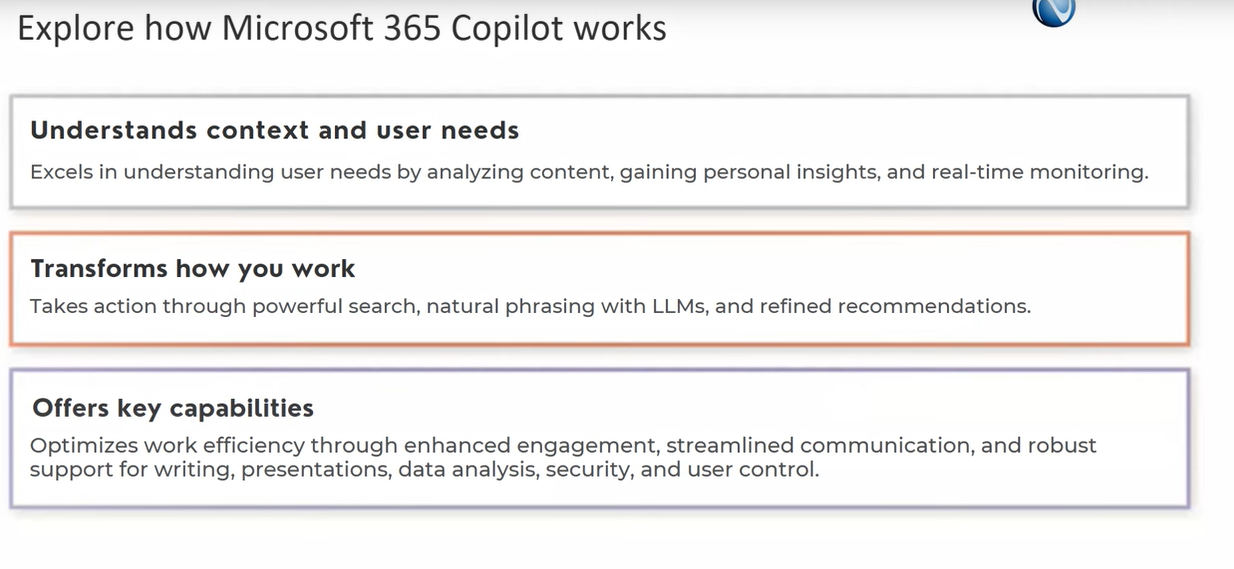 Explore how Microsoft 365 Copilot works
Understands context and user needs
Excels in understanding user needs by analyzing content, gaining personal insights, and real-time monitoring.
Transforms how you work
Takes action through powerful search, natural phrasing with LLMs, and refined recommendations.
Offers key capabilities
Optimizes work efficiency through enhanced engagement, streamlined communication, and robust
support for writing, presentations, data analysis, security, and user control.